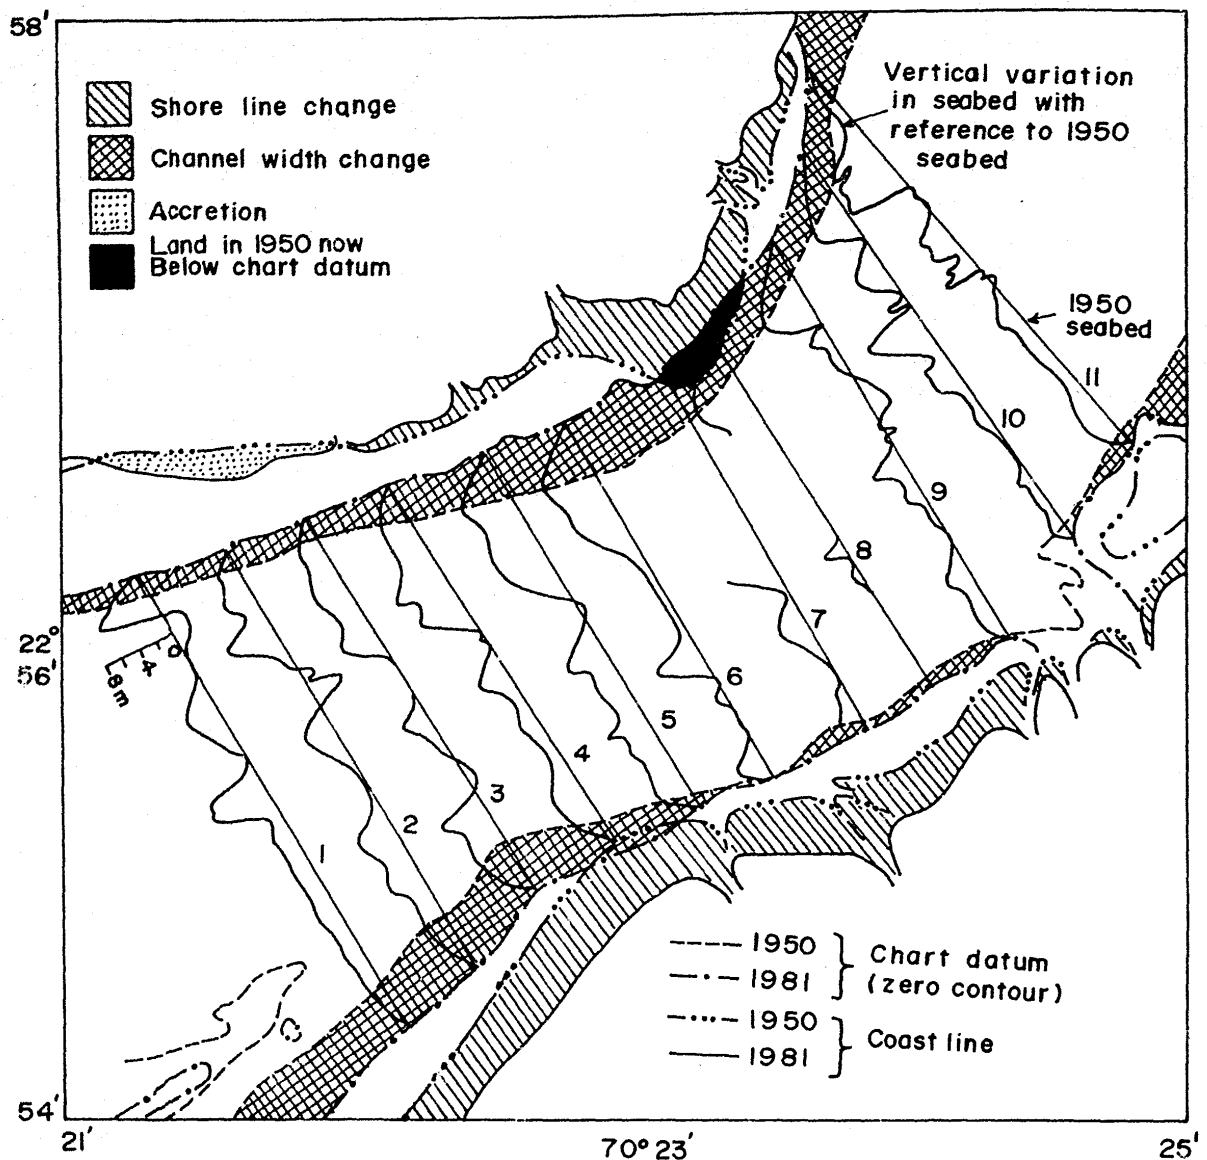 58'
Shore line change
Channel width change
Accretion
Land in 1950 now
Below chart datum
Vertical variation
in seabed with
reference to 1950
seabed
1950
seabed
11
10
9
8
7
6
5
4
3
2
1
22°
56'
0
4
8m
1950
1981
Chart datum
(zero contour)
1950
1981
Coast line
54'
21'
70° 23'
25'